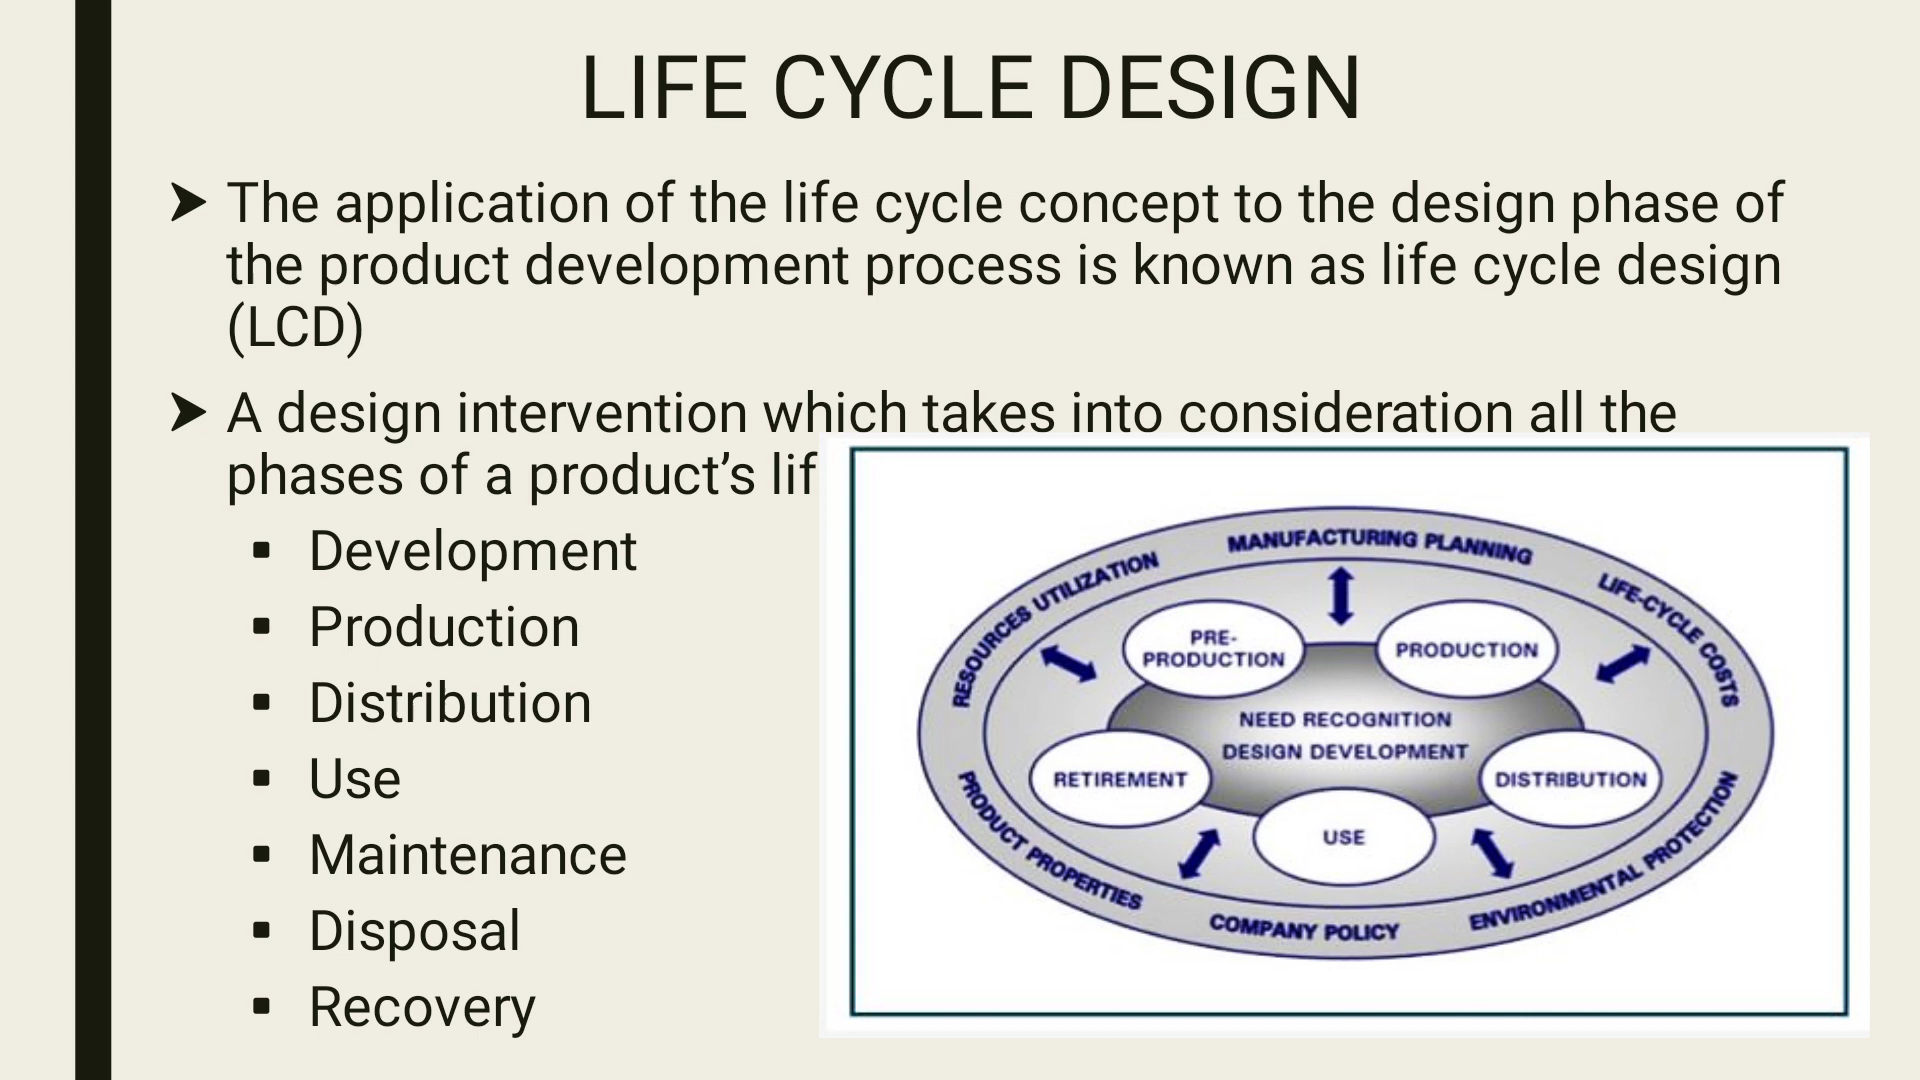 LIFE CYCLE DESIGN
The application of the life cycle concept to the design phase of
the product development process is known as life cycle design
(LCD)
A design intervention which takes into consideration all the
phases of a product’s lif
Development
Production
Distribution
Use
Maintenance
Disposal
Recovery
RESOURCES UTILIZATION
MANUFACTURING PLANNING
LIFE-CYCLE COSTS
PRE-
PRODUCTION
PRODUCTION
NEED RECOGNITION
DESIGN DEVELOPMENT
RETIREMENT
DISTRIBUTION
USE
PRODUCT PROPERTIES
COMPANY POLICY
ENVIRONMENTAL PROTECTION